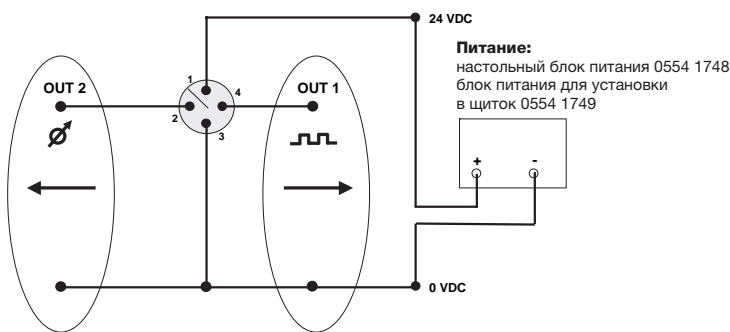 24 VDC
Питание:
настольный блок питания 0554 1748
блок питания для установки
в щиток 0554 1749
OUT 2
1
4
OUT 1
2
3
+ -
0 VDC